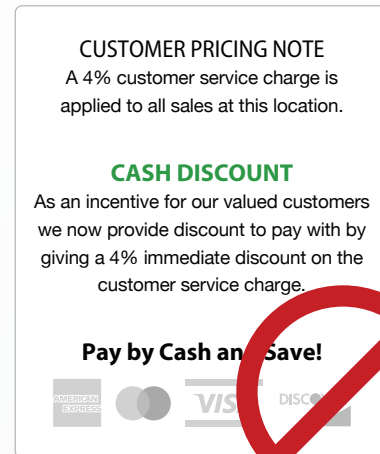 CUSTOMER PRICING NOTE
A 4% customer service charge is
applied to all sales at this location.
CASH DISCOUNT
As an incentive for our valued customers
we now provide discount to pay with by
giving a 4% immediate discount on the
customer service charge.
Pay by Cash an Save!
AMERICAN
EXPRESS
VIS
DISCO